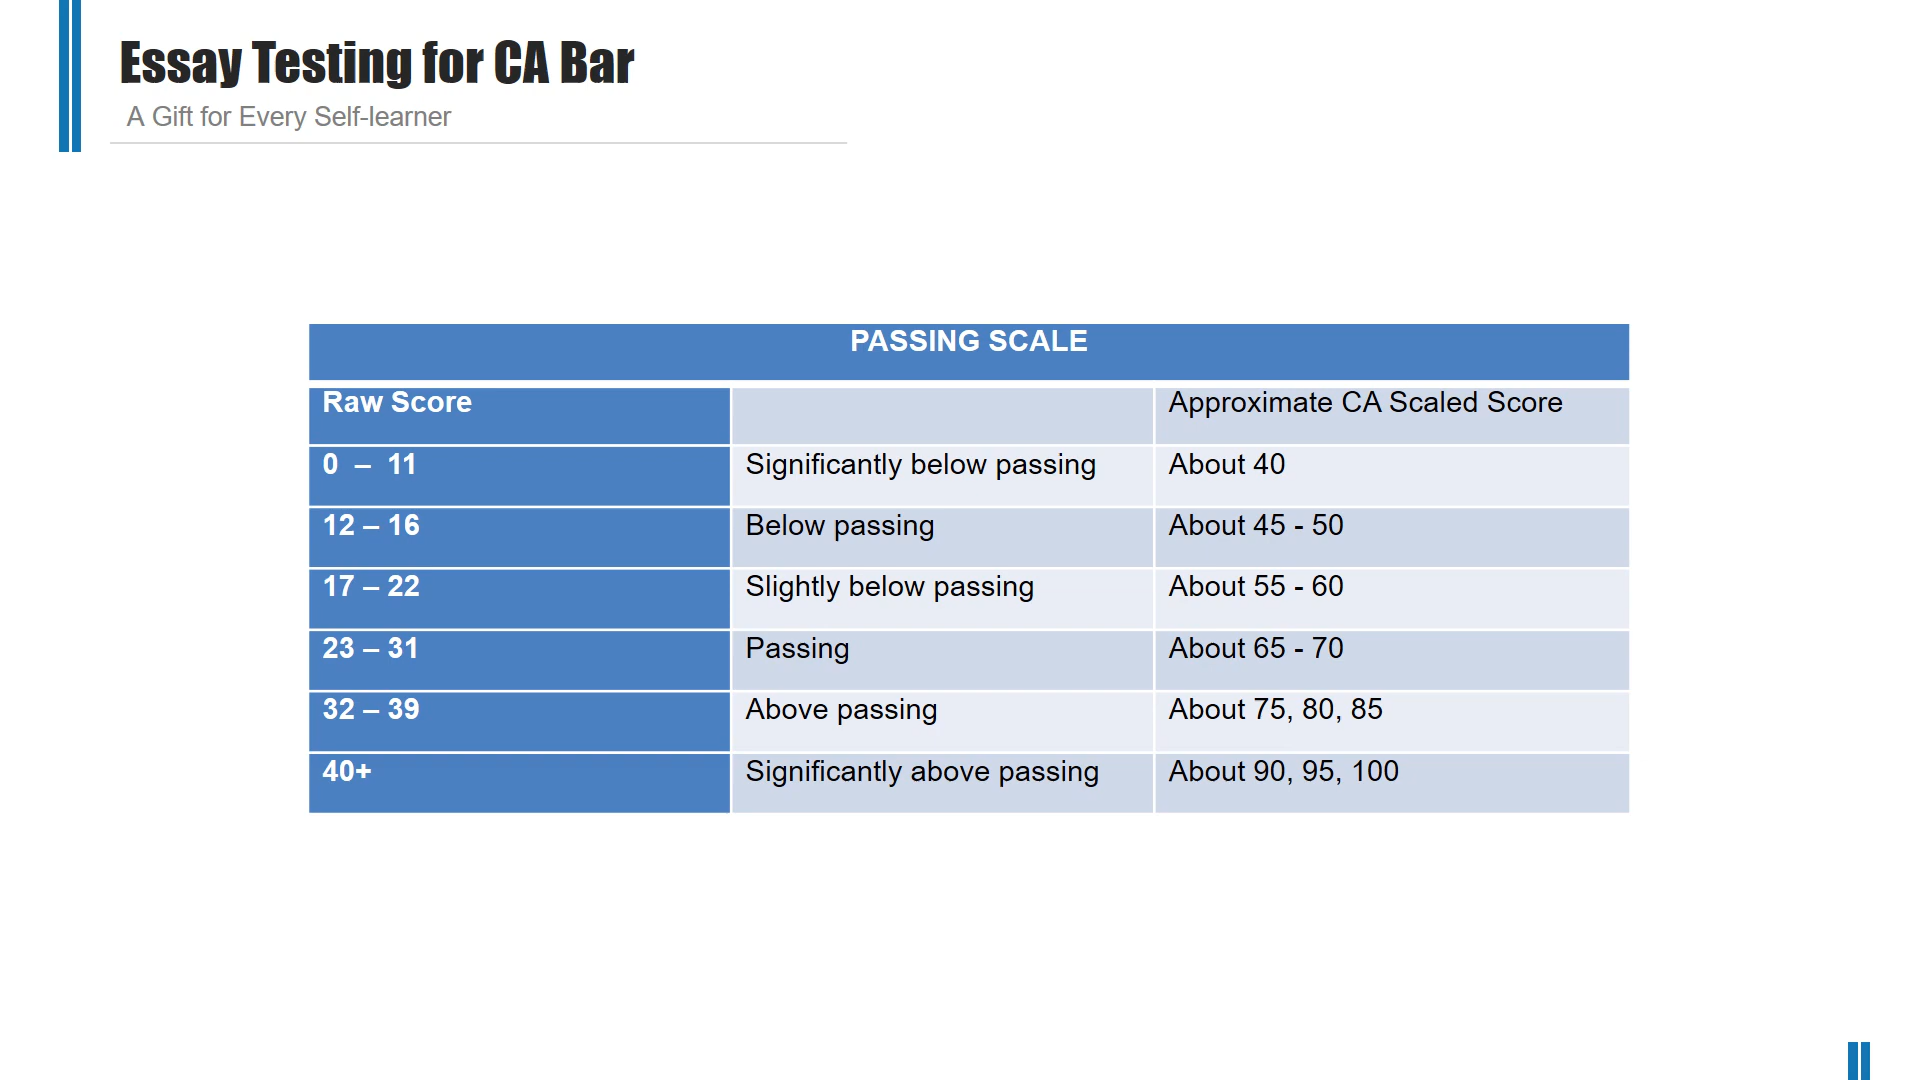 Essay Testing for CA Bar
A Gift for Every Self-learner
PASSING SCALE
Raw Score Approximate CA Scaled Score
0 – 11 Significantly below passing About 40
12 – 16 Below passing About 45 - 50
17 – 22 Slightly below passing About 55 - 60
23 – 31 Passing About 65 - 70
32 – 39 Above passing About 75, 80, 85
40+ Significantly above passing About 90, 95, 100